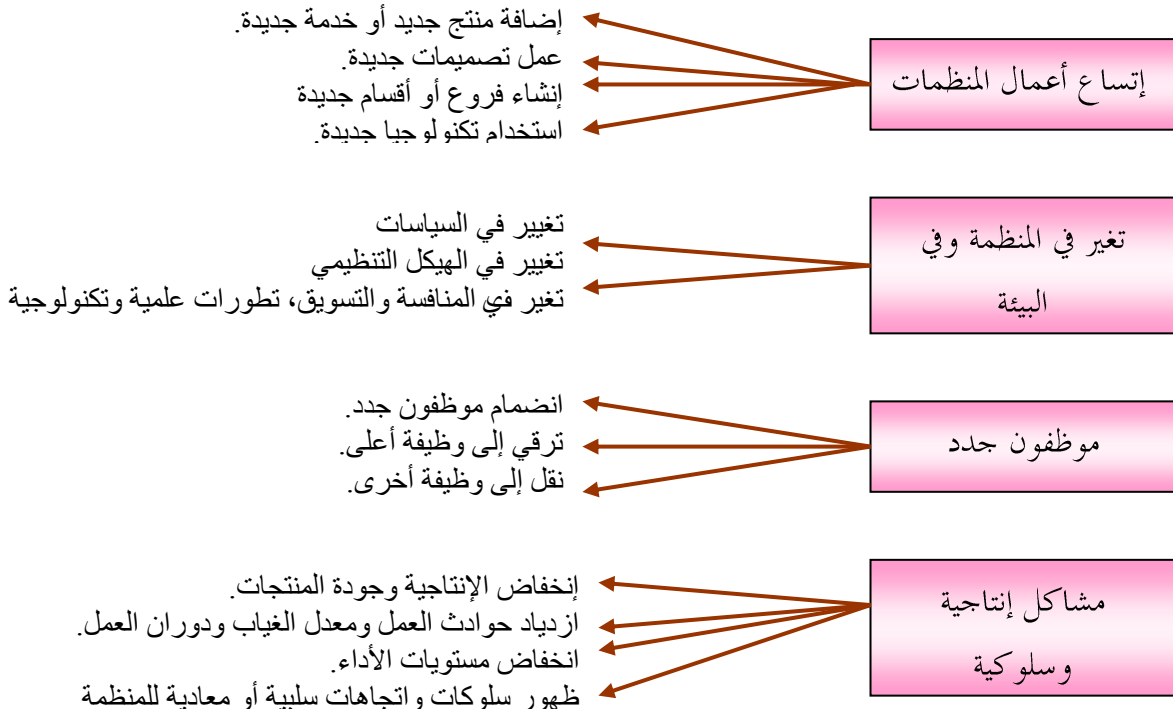 إتساع أعمال المنظمات
إضافة منتج جديد أو خدمة جديدة.
عمل تصميمات جديدة.
إنشاء فروع أو أقسام جديدة
استخدام تكنولوجيا جديدة.
تغير في المنظمة وفي
البيئة
تغيير في السياسات
تغيير في الهيكل التنظيمي
تغير في المنافسة والتسويق، تطورات علمية وتكنولوجية
موظفون جدد
انضمام موظفون جدد.
ترقي إلى وظيفة أعلى.
نقل إلى وظيفة أخرى.
مشاكل إنتاجية
وسلوكية
إنخفاض الإنتاجية وجودة المنتجات.
ازدياد حوادث العمل ومعدل الغياب ودوران العمل.
انخفاض مستويات الأداء.
ظهور سلوكات واتجاهات سلبية أو معادية للمنظمة